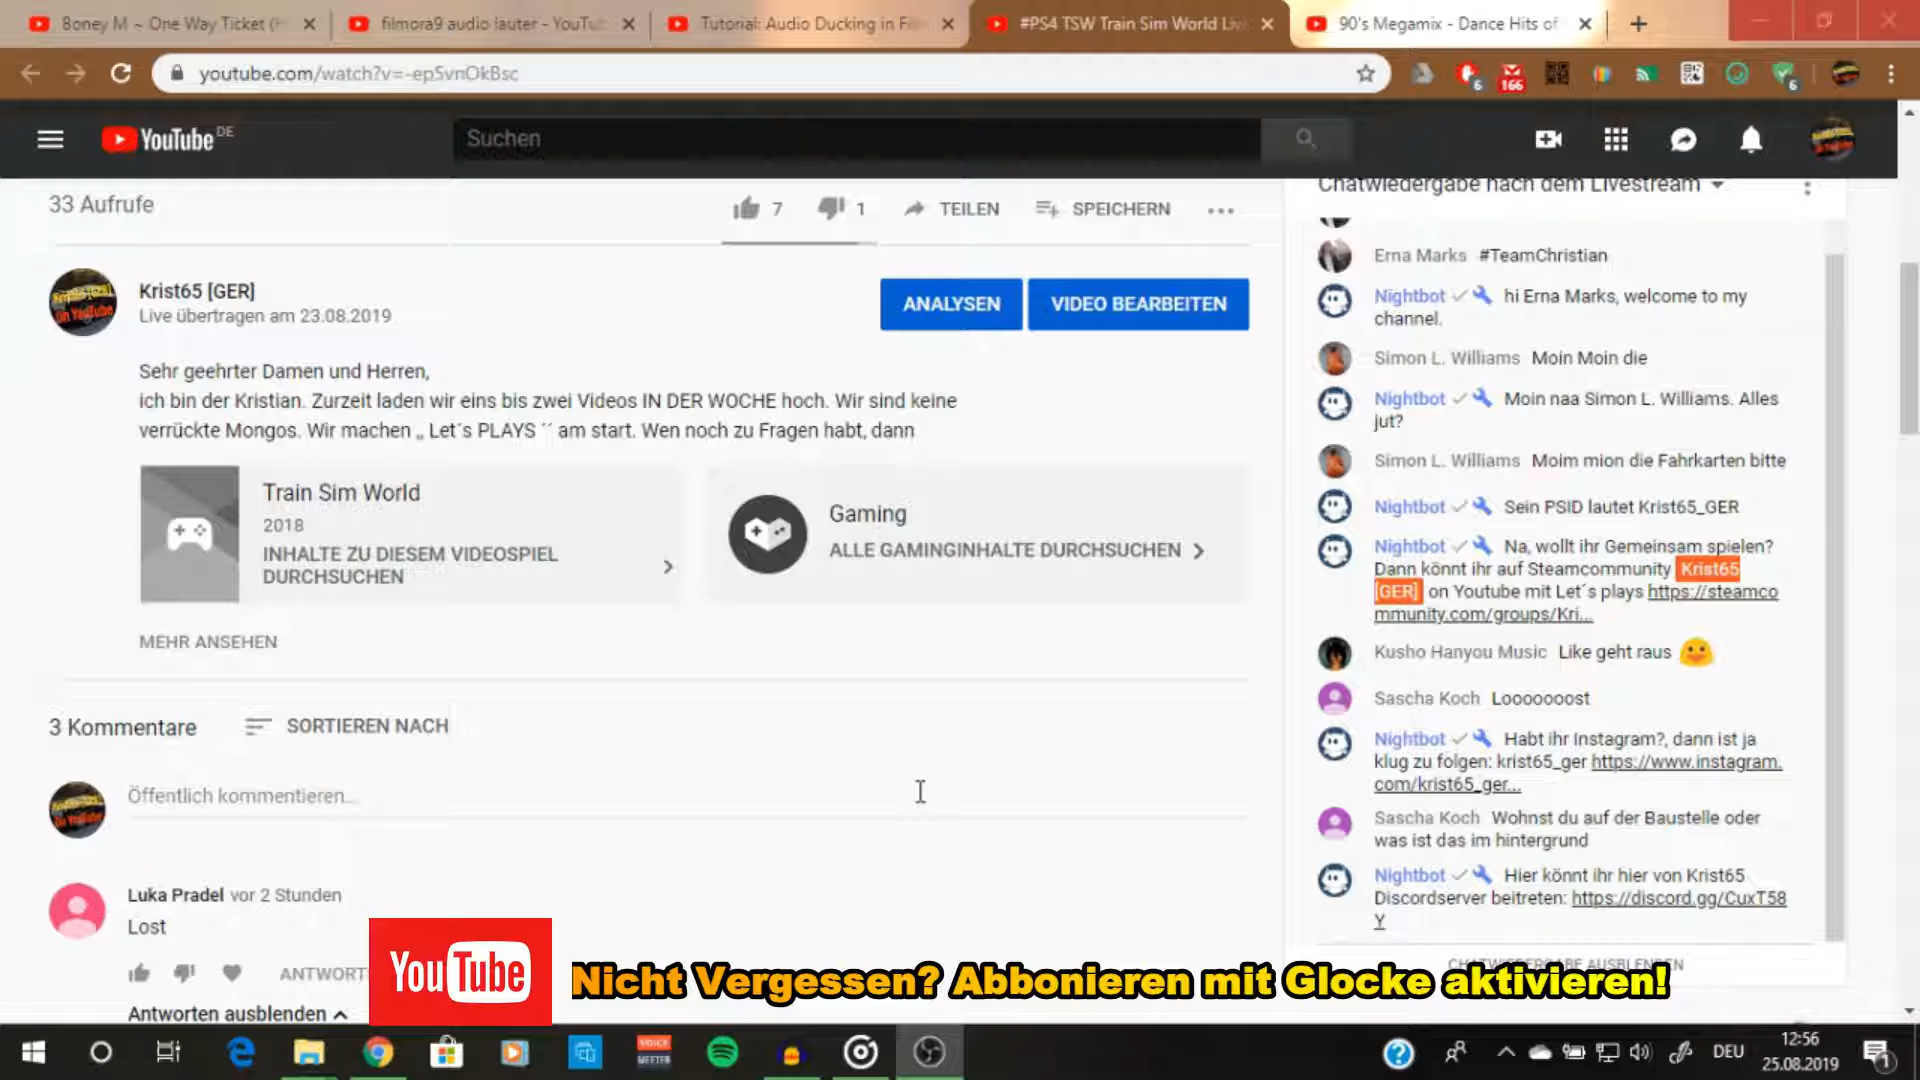 Boney M ~ One Way Ticket (
filmora9 audio lauter - YouTu
Tutorial: Audio Ducking in Fi
#PS4 TSW Train Sim World Liv
90's Megamix - Dance Hits of
youtube.com/watch?v=-ep5vnOkBsc
6
166
6
YouTube DE
Suchen
33 Aufrufe
7
1
TEILEN
SPEICHERN
Krist65 [GER]
Live übertragen am 23.08.2019
ANALYSEN
VIDEO BEARBEITEN
Sehr geehrter Damen und Herren,
ich bin der Kristian. Zurzeit laden wir eins bis zwei Videos IN DER WOCHE hoch. Wir sind keine
verrückte Mongos. Wir machen „ Let´s PLAYS ´´ am start. Wen noch zu Fragen habt, dann
Train Sim World
2018
INHALTE ZU DIESEM VIDEOSPIEL
DURCHSUCHEN
Gaming
ALLE GAMINGINHALTE DURCHSUCHEN
MEHR ANSEHEN
3 Kommentare
SORTIEREN NACH
Öffentlich kommentieren...
Luka Pradel vor 2 Stunden
Lost
ANTWORT
Antworten ausblenden
Chatwiedergabe nach dem Livestream
Erna Marks #TeamChristian
Nightbot hi Erna Marks, welcome to my
channel.
Simon L. Williams Moin Moin die
Nightbot Moin naa Simon L. Williams. Alles
jut?
Simon L. Williams Moim mion die Fahrkarten bitte
Nightbot Sein PSID lautet Krist65_GER
Nightbot Na, wollt ihr Gemeinsam spielen?
Dann könnt ihr auf Steamcommunity Krist65
[GER] on Youtube mit Let´s plays https://steamco
mmunity.com/groups/Kri...
Kusho Hanyou Music Like geht raus
Sascha Koch Looooooost
Nightbot Habt ihr Instagram?, dann ist ja
klug zu folgen: krist65_ger https://www.instagram.
com/krist65_ger...
Sascha Koch Wohnst du auf der Baustelle oder
was ist das im hintergrund
Nightbot Hier könnt ihr hier von Krist65
Discordserver beitreten: https://discord.gg/CuxT58
Y
CHATWIEDERGABE AUSBLENDEN
YouTube
Nicht Vergessen? Abbonieren mit Glocke aktivieren!
VOICE
MEETER
DEU
12:56
25.08.2019
1